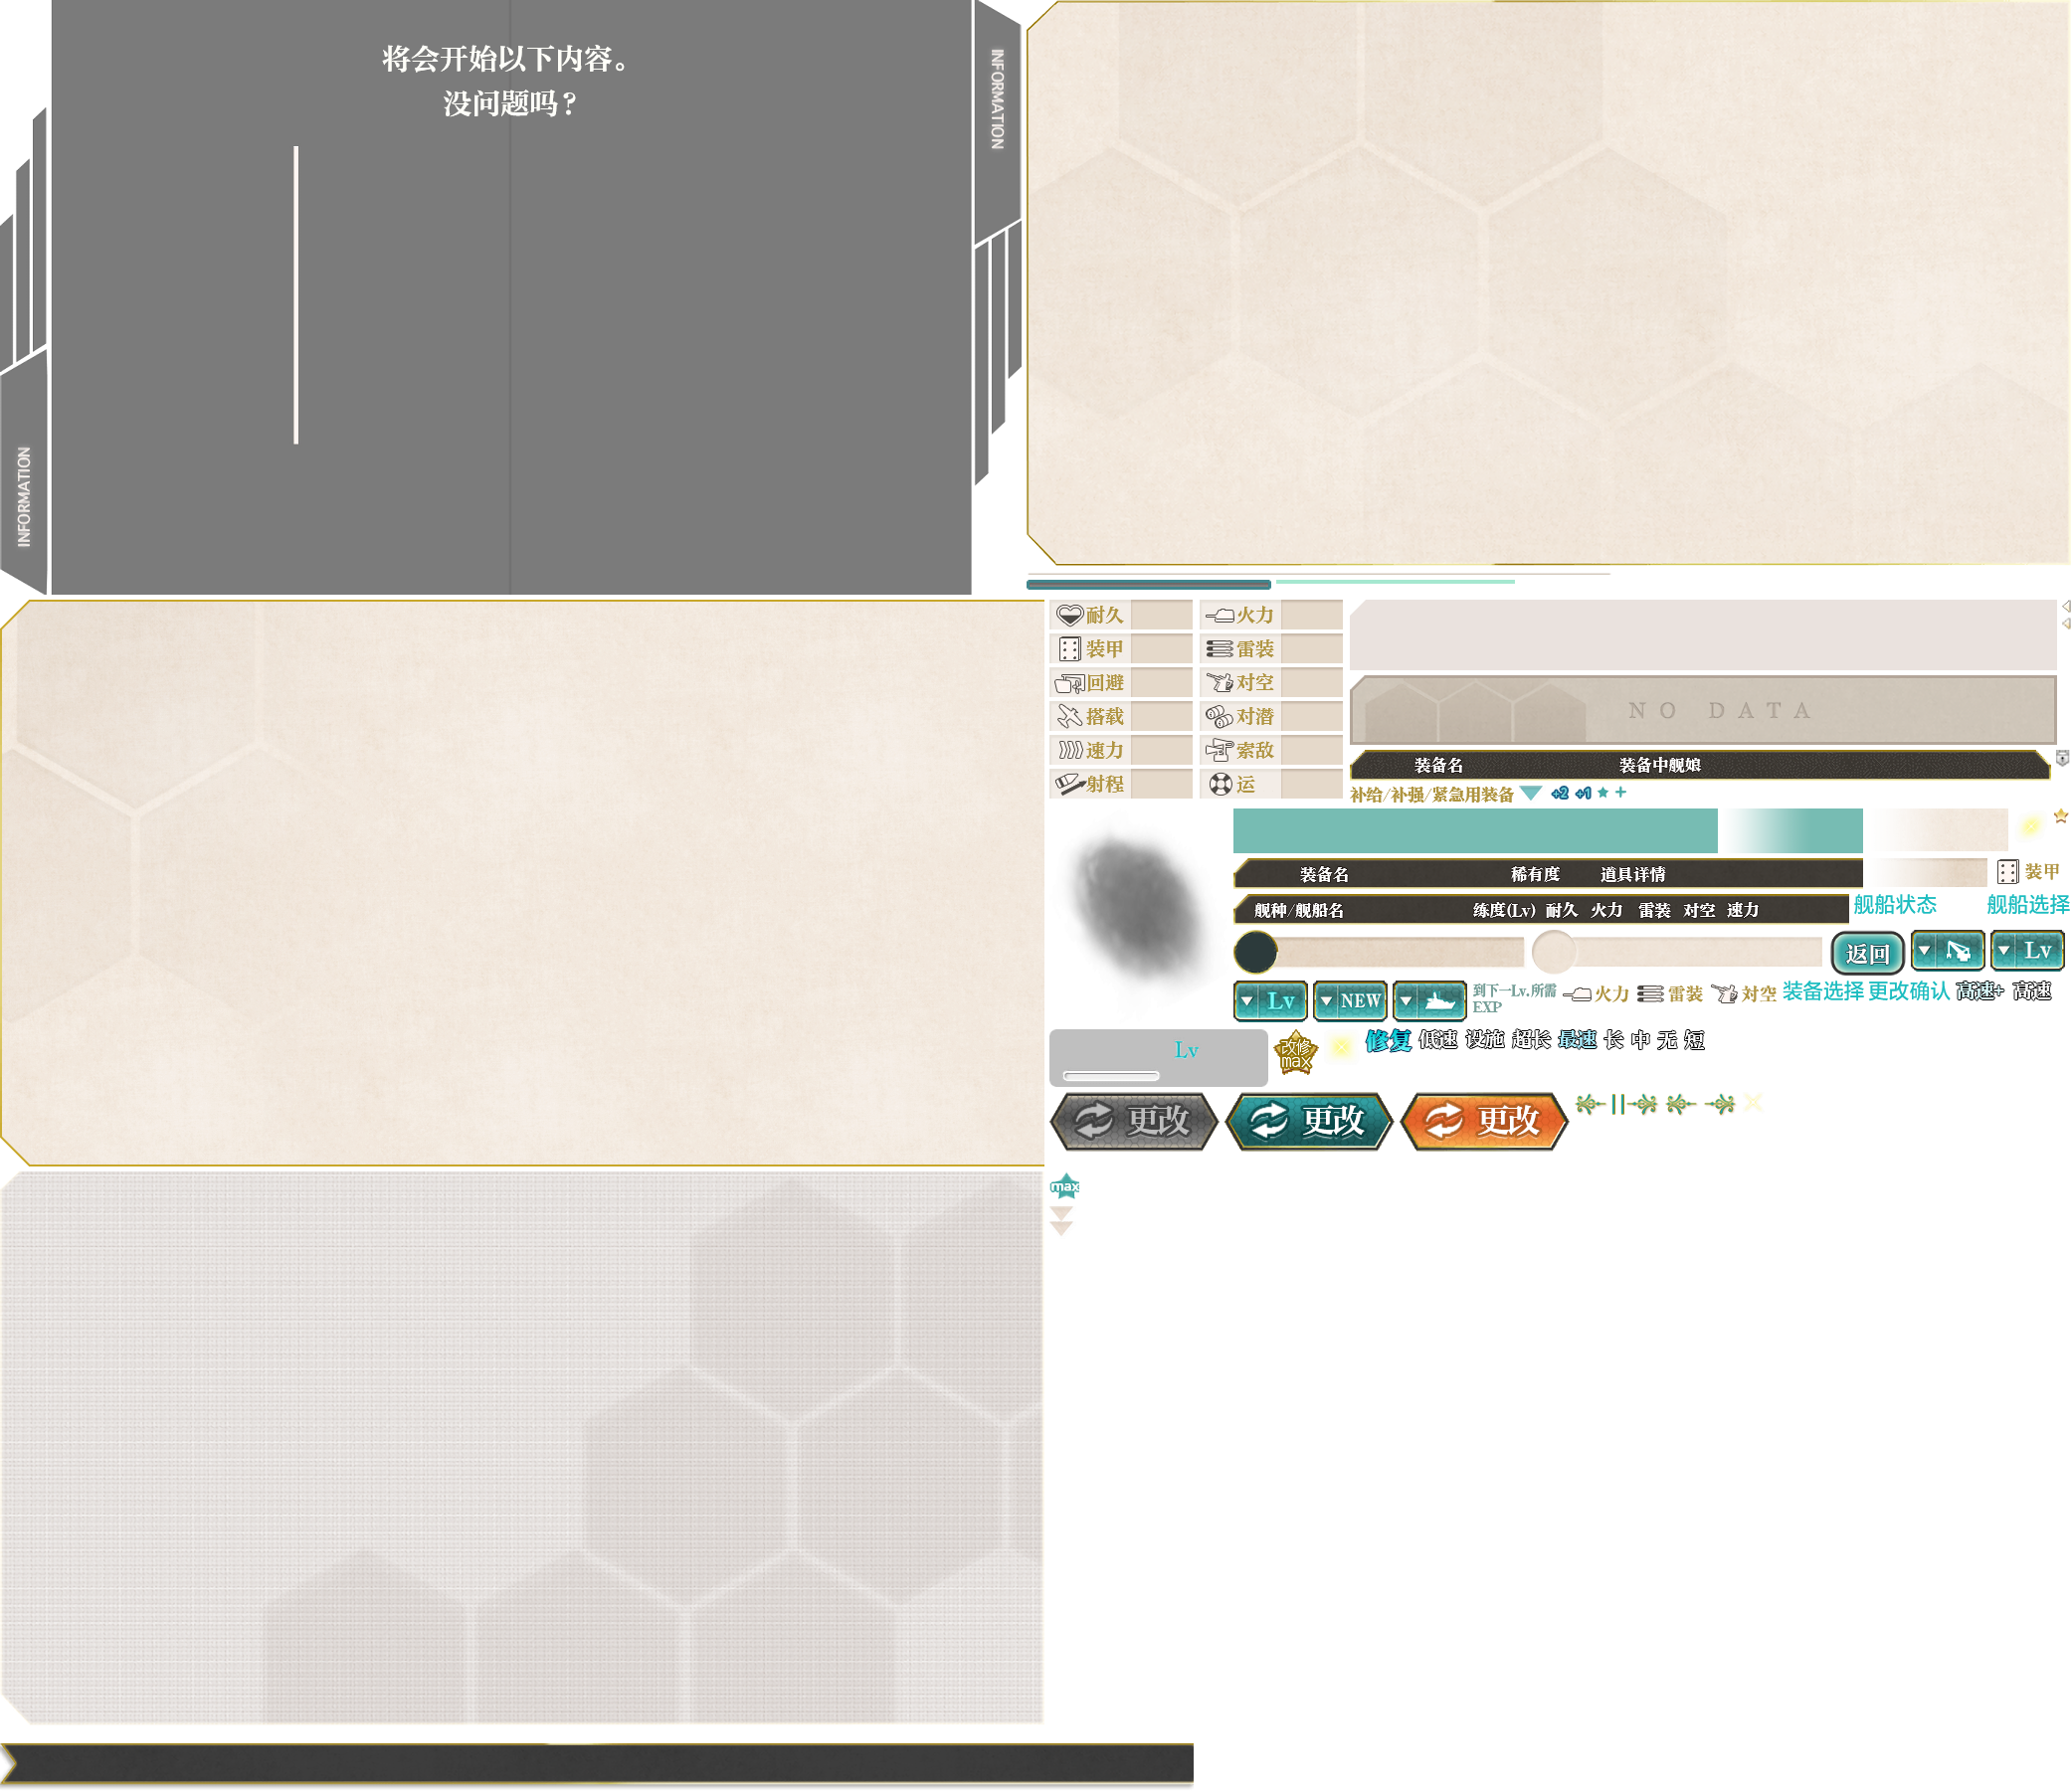 将会开始以下内容。
没问题吗？
INFORMATION
INFORMATION
耐久 火力
装甲 雷装
回避 对空
搭载 对潜
速力 索敌
射程 运
NO DATA
装备名 装备中舰娘
补给/补强/紧急用装备 +2 +1
装备名 稀有度 道具详情
装甲
舰种/舰船名 练度(Lv) 耐久 火力 雷装 对空 速力
舰船状态 舰船选择
返回 Lv
Lv NEW
到下一Lv.所需
EXP
火力 雷装 対空 装备选择 更改确认 高速+ 高速
Lv
改修
max
修复 低速 设施 超长 最速 长 中 无 短
更改 更改 更改
max